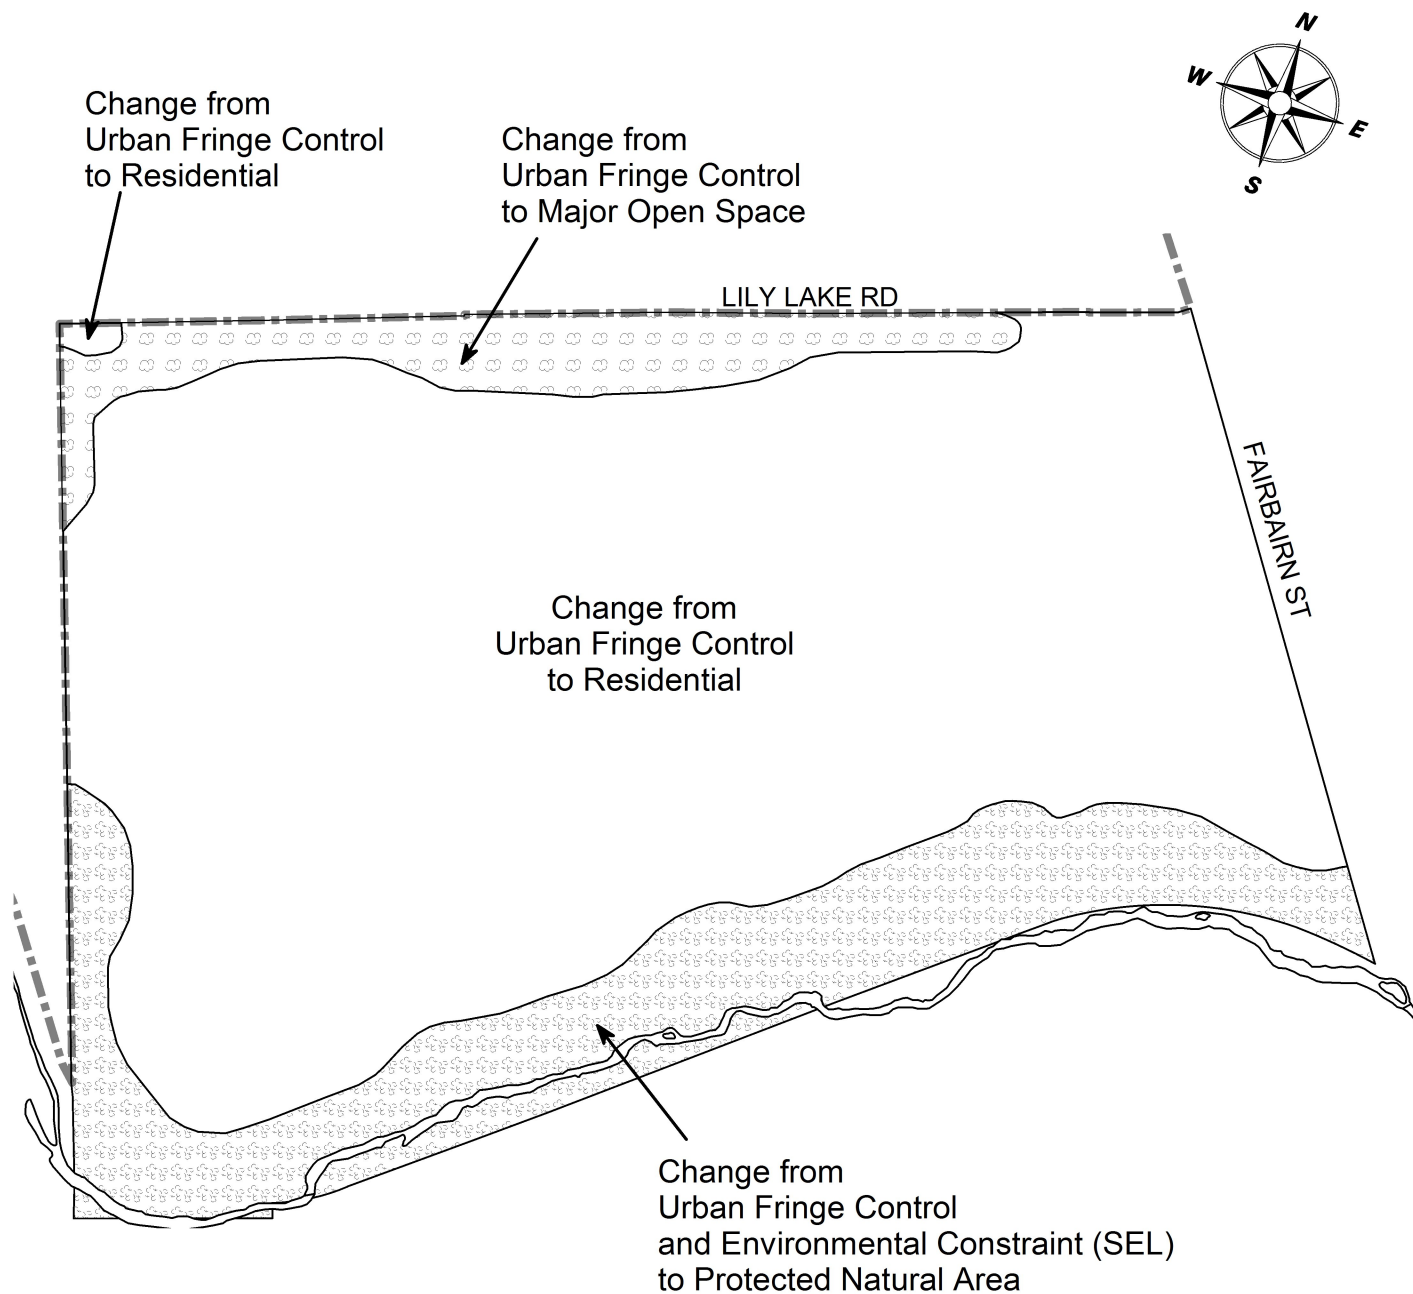 N
W
E
S
Change from
Urban Fringe Control
to Residential
Change from
Urban Fringe Control
to Major Open Space
LILY LAKE RD
FAIRBAIRN ST
Change from
Urban Fringe Control
to Residential
Change from
Urban Fringe Control
and Environmental Constraint (SEL)
to Protected Natural Area